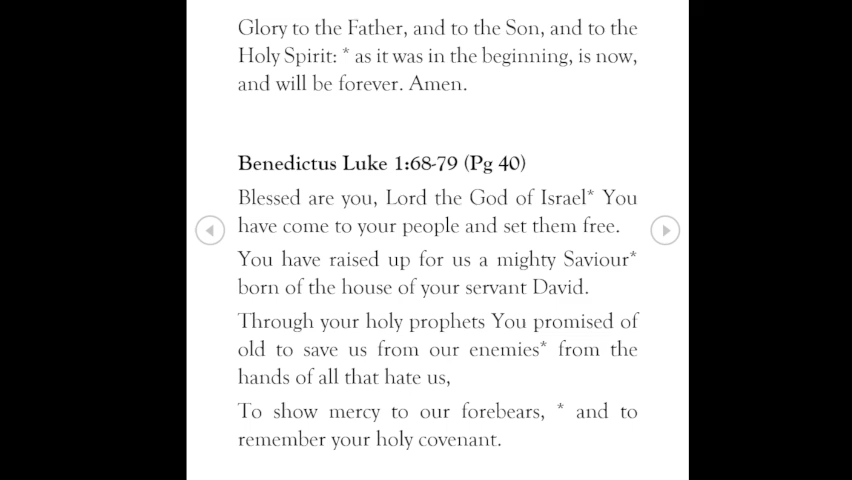 Glory to the Father, and to the Son, and to the
Holy Spirit: * as it was in the beginning, is now,
and will be forever. Amen.
Benedictus Luke 1:68-79 (Pg 40)
Blessed are you, Lord the God of Israel* You
have come to your people and set them free.
You have raised up for us a mighty Saviour*
born of the house of your servant David.
Through your holy prophets You promised of
old to save us from our enemies* from the
hands of all that hate us,
To show mercy to our forebears, * and to
remember your holy covenant.